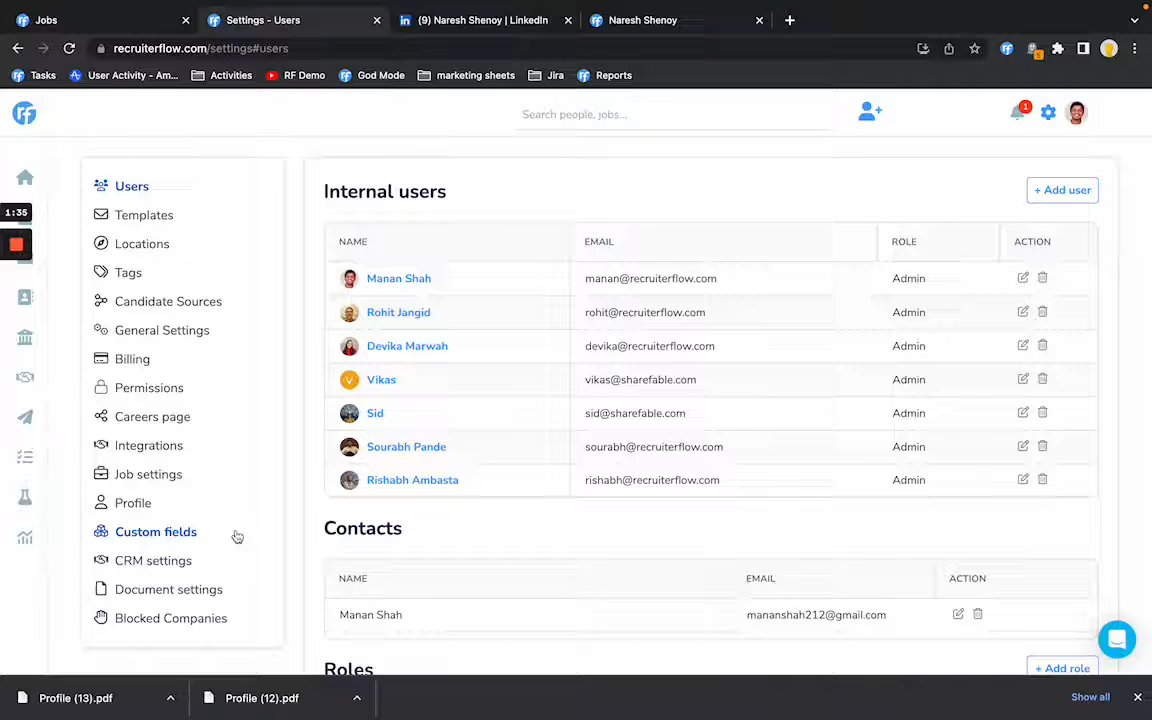 Jobs
Settings - Users
(9) Naresh Shenoy | LinkedIn
Naresh Shenoy
recruiterflow.com/settings#users
Tasks
User Activity - Am...
Activities
RF Demo
God Mode
marketing sheets
Jira
Reports
rf
Search people, jobs...
1
1:35
Users
Templates
Locations
Tags
Candidate Sources
General Settings
Billing
Permissions
Careers page
Integrations
Job settings
Profile
Custom fields
CRM settings
Document settings
Blocked Companies
Internal users
+ Add user
NAME EMAIL ROLE ACTION
Manan Shah manan@recruiterflow.com Admin
Rohit Jangid rohit@recruiterflow.com Admin
Devika Marwah devika@recruiterflow.com Admin
V Vikas vikas@sharefable.com Admin
Sid sid@sharefable.com Admin
Sourabh Pande sourabh@recruiterflow.com Admin
Rishabh Ambasta rishabh@recruiterflow.com Admin
Contacts
NAME EMAIL ACTION
Manan Shah mananshah212@gmail.com
Roles
+ Add role
Profile (13).pdf
Profile (12).pdf
Show all